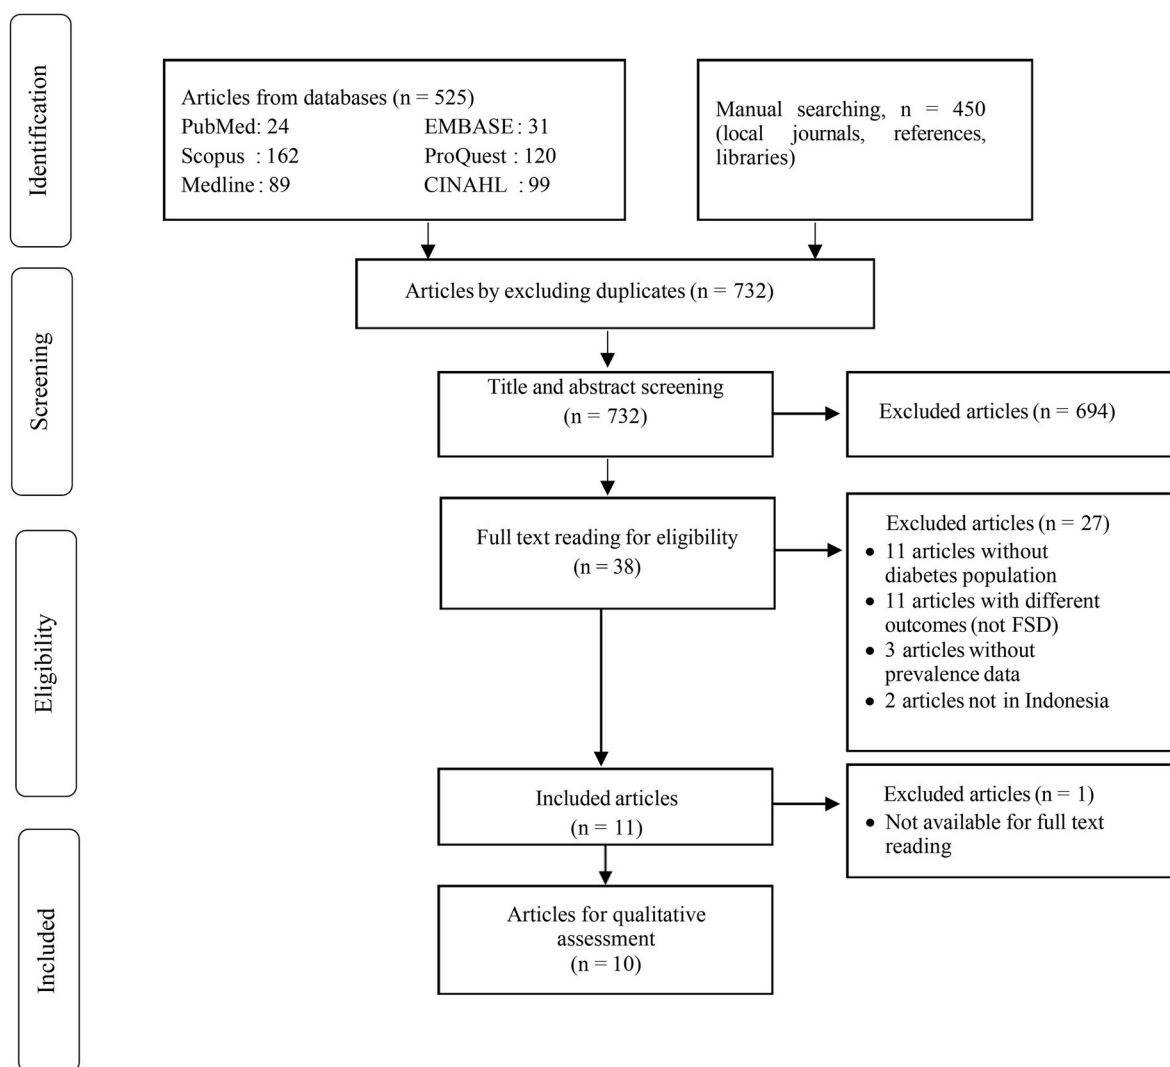 Identification
Articles from databases (n = 525)
PubMed: 24 EMBASE: 31
Scopus : 162 ProQuest : 120
Medline : 89 CINAHL : 99
Manual searching, n = 450
(local journals, references,
libraries)
Articles by excluding duplicates (n = 732)
Screening
Title and abstract screening
(n = 732)
Excluded articles (n = 694)
Eligibility
Full text reading for eligibility
(n = 38)
Excluded articles (n = 27)
• 11 articles without
diabetes population
• 11 articles with different
outcomes (not FSD)
• 3 articles without
prevalence data
• 2 articles not in Indonesia
Included articles
(n = 11)
Excluded articles (n = 1)
• Not available for full text
reading
Included
Articles for qualitative
assessment
(n = 10)